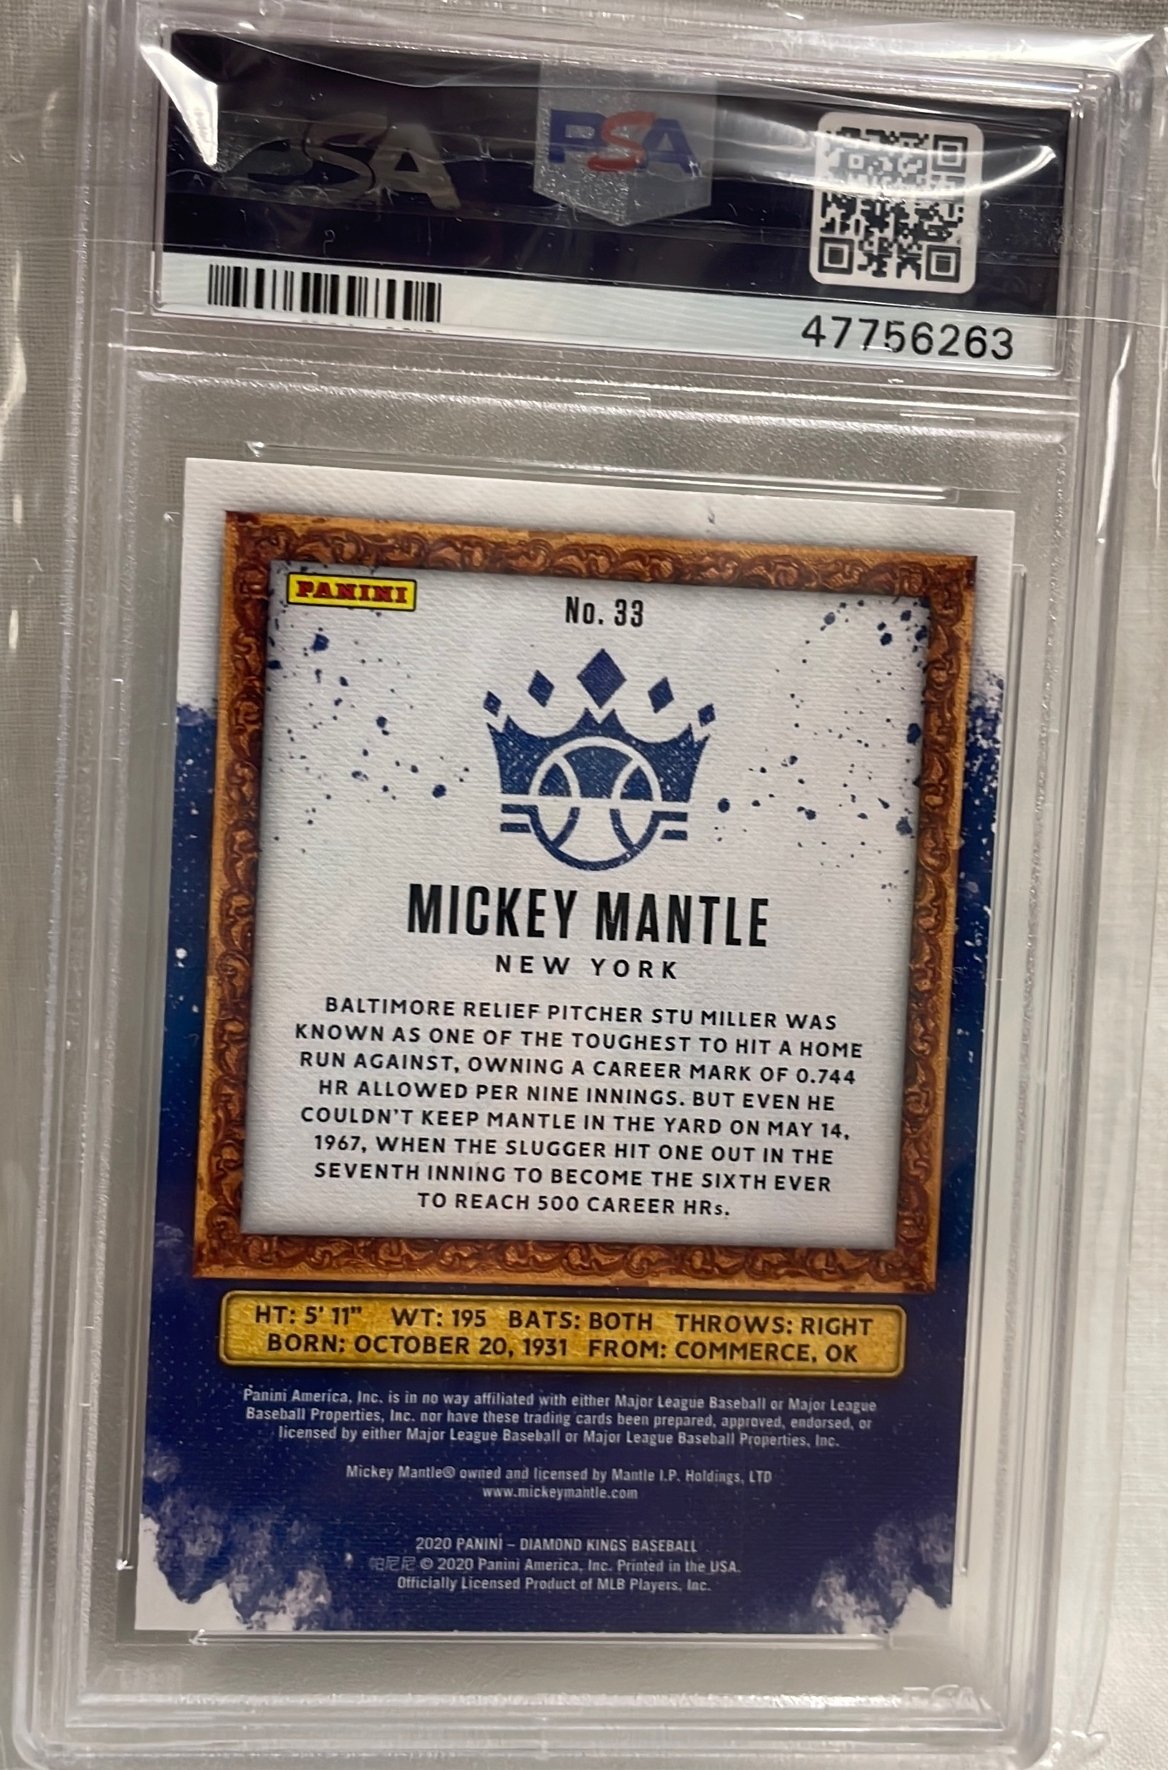 PSA PSA
47756263
PANINI
No. 33
MICKEY MANTLE
NEW YORK
BALTIMORE RELIEF PITCHER STU MILLER WAS
KNOWN AS ONE OF THE TOUGHEST TO HIT A HOME
RUN AGAINST, OWNING A CAREER MARK OF 0.744
HR ALLOWED PER NINE INNINGS. BUT EVEN HE
COULDN'T KEEP MANTLE IN THE YARD ON MAY 14,
1967, WHEN THE SLUGGER HIT ONE OUT IN THE
SEVENTH INNING TO BECOME THE SIXTH EVER
TO REACH 500 CAREER HRs.
HT: 5' 11" WT: 195 BATS: BOTH THROWS: RIGHT
BORN: OCTOBER 20, 1931 FROM: COMMERCE, OK
Panini America, Inc. is in no way affiliated with either Major League Baseball or Major League
Baseball Properties, Inc. nor have these trading cards been prepared, approved, endorsed, or
licensed by either Major League Baseball or Major League Baseball Properties, Inc.
Mickey Mantle® owned and licensed by Mantle I.P. Holdings, LTD
www.mickeymantle.com
2020 PANINI – DIAMOND KINGS BASEBALL
帕尼尼 © 2020 Panini America, Inc. Printed in the USA.
Officially Licensed Product of MLB Players, Inc.
PSA